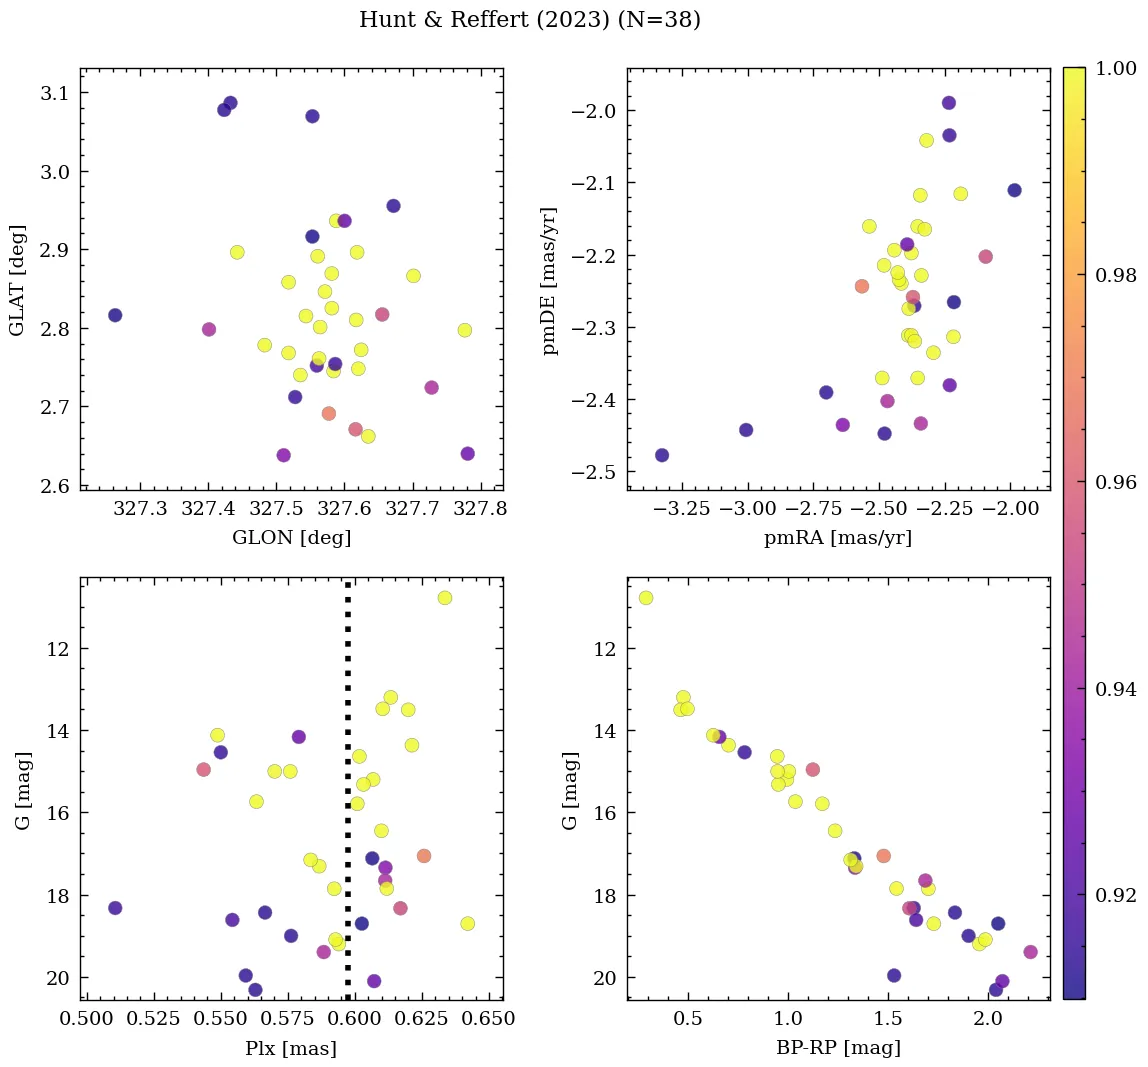 Hunt & Reffert (2023) (N=38)
3.1
3.0
2.9
2.8
2.7
2.6
GLAT [deg]
327.3 327.4 327.5 327.6 327.7 327.8
GLON [deg]
−2.0
−2.1
−2.2
−2.3
−2.4
−2.5
pmDE [mas/yr]
−3.25 −3.00 −2.75 −2.50 −2.25 −2.00
pmRA [mas/yr]
12
14
16
18
20
G [mag]
0.500 0.525 0.550 0.575 0.600 0.625 0.650
Plx [mas]
12
14
16
18
20
G [mag]
0.5 1.0 1.5 2.0
BP-RP [mag]
1.00
0.98
0.96
0.94
0.92